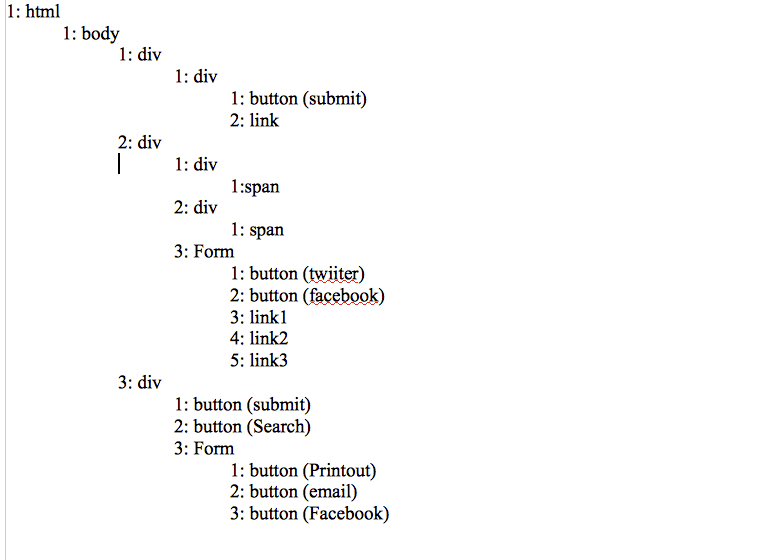 1: html
1: body
1: div
1: div
1: button (submit)
2: link
2: div
1: div
1:span
2: div
1: span
3: Form
1: button (twiiter)
2: button (facebook)
3: link1
4: link2
5: link3
3: div
1: button (submit)
2: button (Search)
3: Form
1: button (Printout)
2: button (email)
3: button (Facebook)